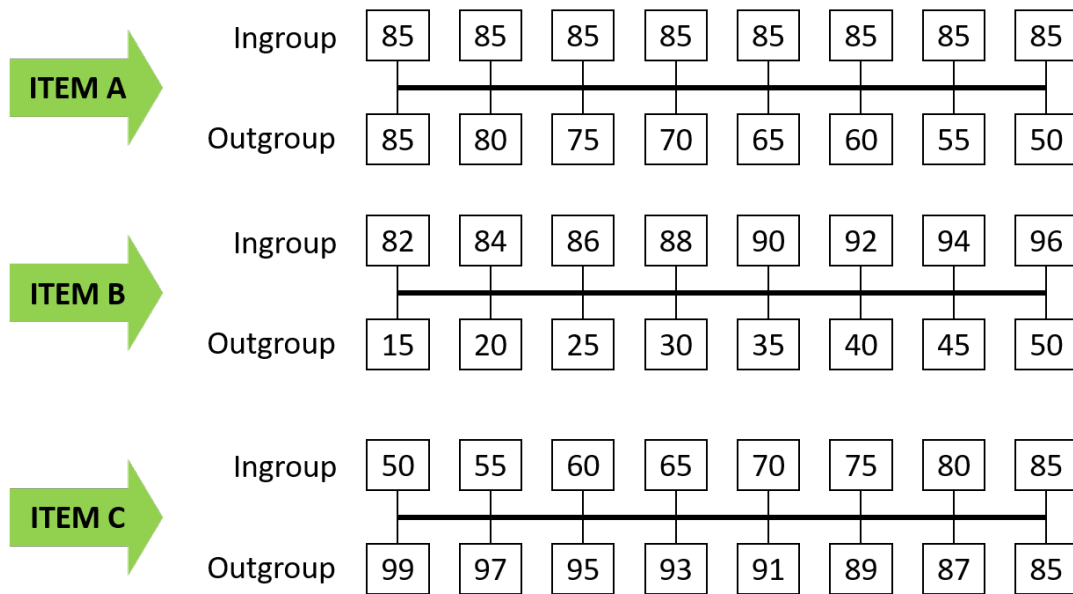 Ingroup 85 85 85 85 85 85 85 85
ITEM A
Outgroup 85 80 75 70 65 60 55 50
Ingroup 82 84 86 88 90 92 94 96
ITEM B
Outgroup 15 20 25 30 35 40 45 50
Ingroup 50 55 60 65 70 75 80 85
ITEM C
Outgroup 99 97 95 93 91 89 87 85